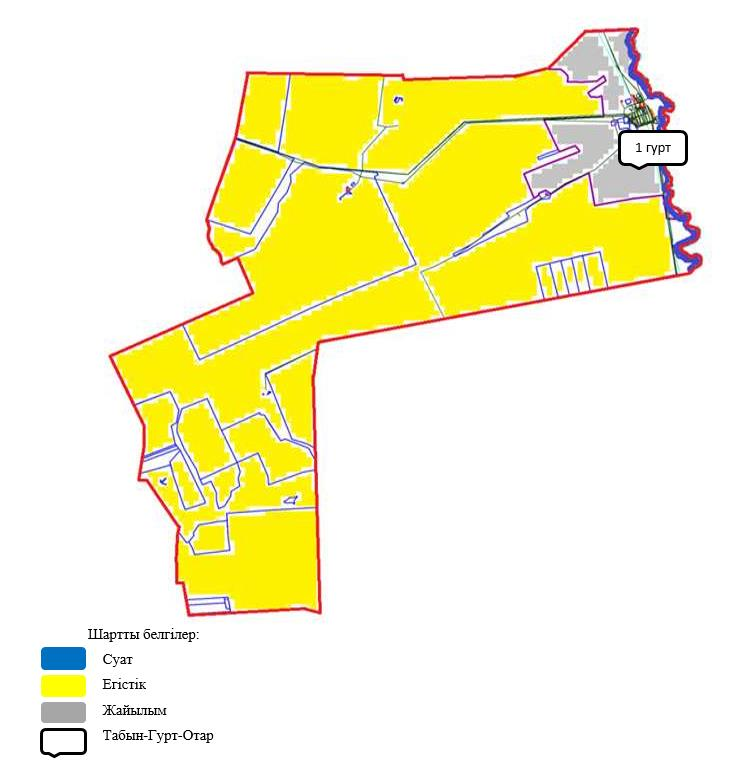 1 гурт
Шартты белгілер:
Суат
Егістік
Жайылым
Табын-Гурт-Отар